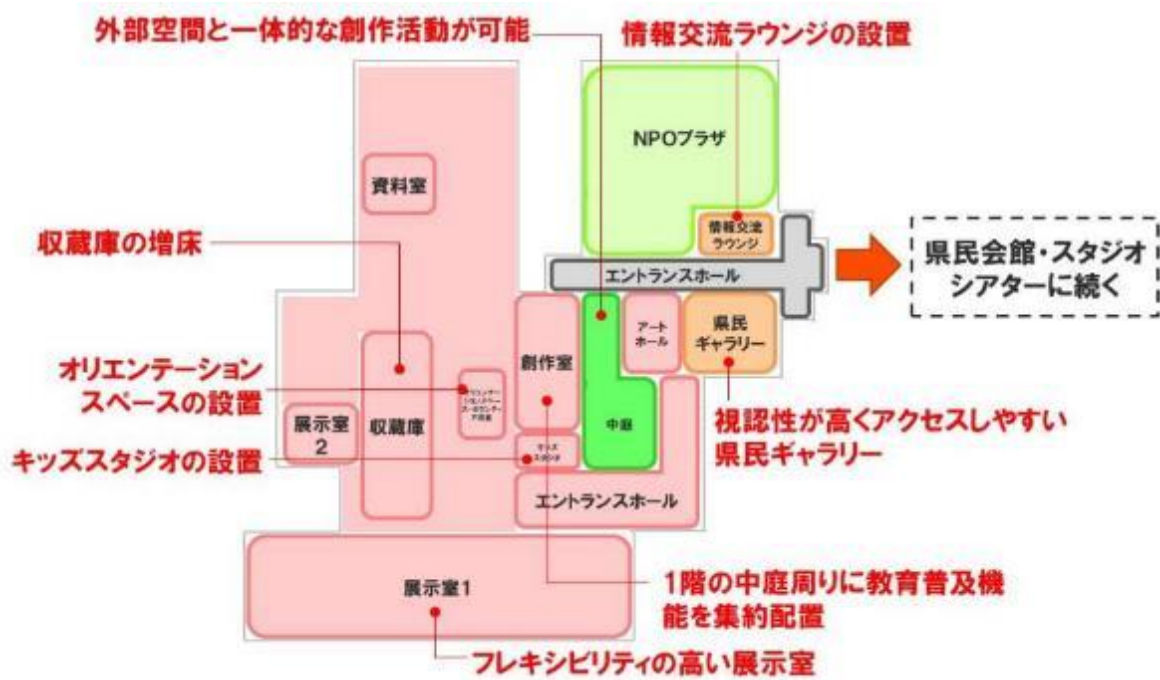 外部空間と一体的な創作活動が可能
情報交流ラウンジの設置
NPOプラザ
資料室
情報交流
ラウンジ
収蔵庫の増床
エントランスホール
県民会館・スタジオ
シアターに続く
アート
ホール
県民
ギャラリー
創作室
オリエンテーション
スペースの設置
展示室
2
収蔵庫
中庭
視認性が高くアクセスしやすい
県民ギャラリー
キッズスタジオの設置
キッズ
スタジオ
エントランスホール
展示室1
1階の中庭周りに教育普及機
能を集約配置
フレキシビリティの高い展示室